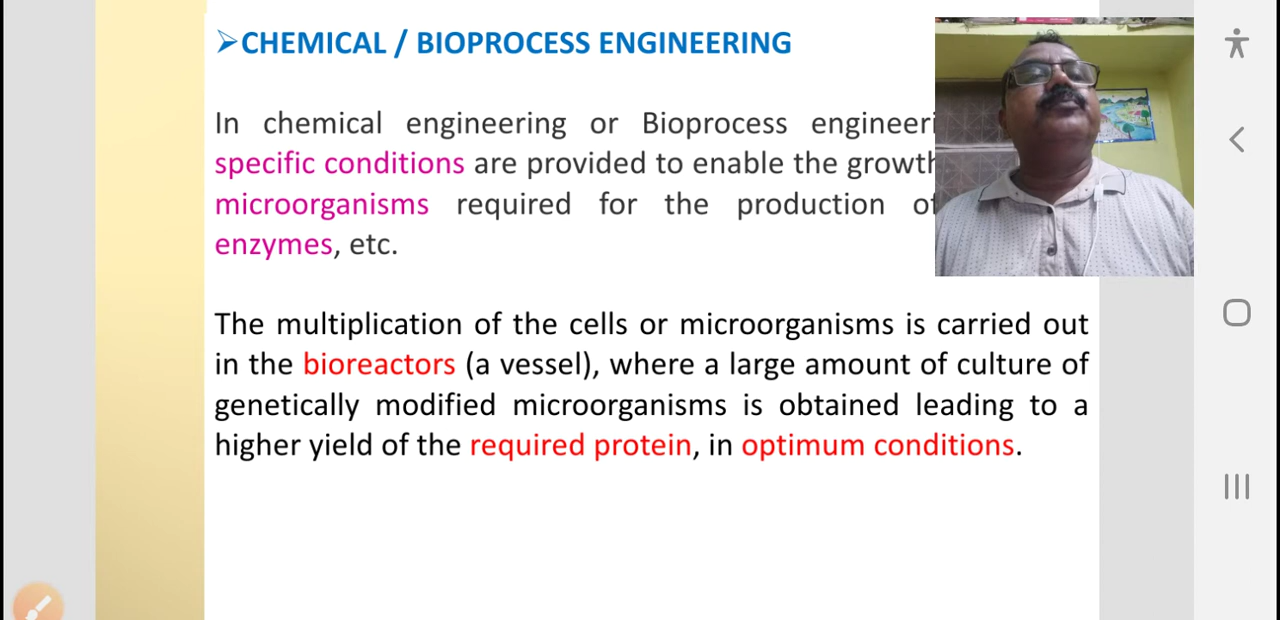 ➤CHEMICAL / BIOPROCESS ENGINEERING
In chemical engineering or Bioprocess
specific conditions are provided to enable the
microorganisms required for the production
enzymes, etc.
The multiplication of the cells or microorganisms is carried out
in the bioreactors (a vessel), where a large amount of culture of
genetically modified microorganisms is obtained leading to a
higher yield of the required protein, in optimum conditions.